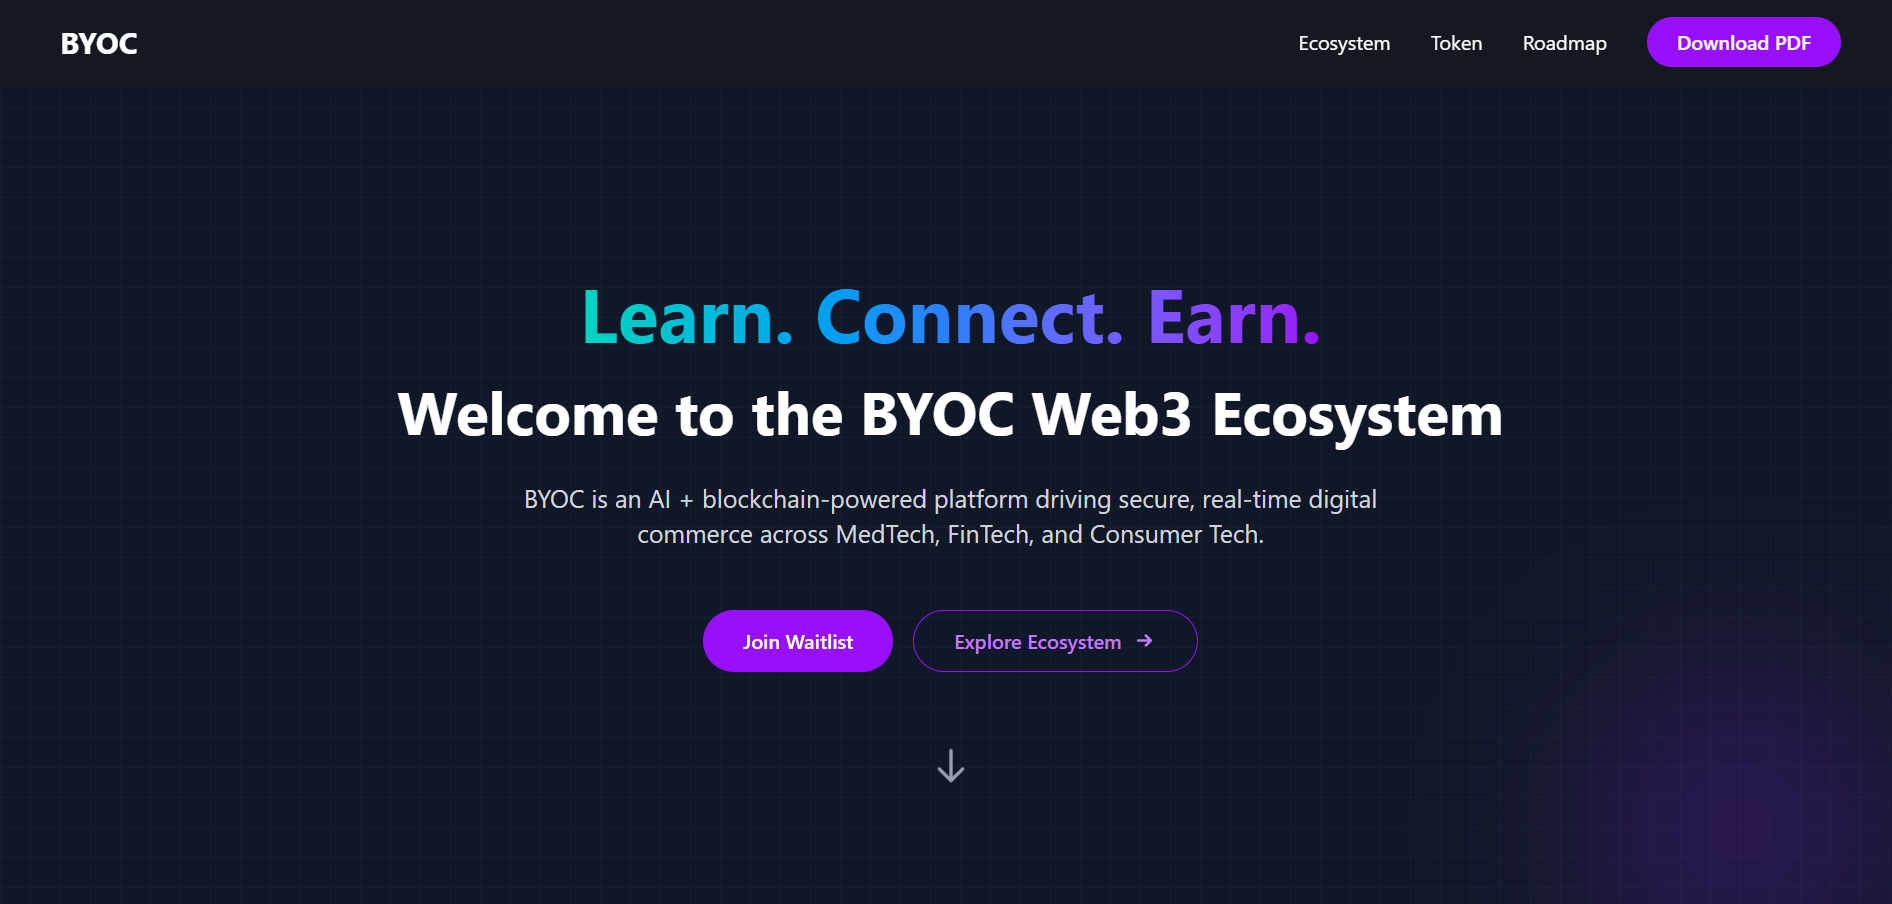 BYOC
Ecosystem
Token
Roadmap
Download PDF
Learn. Connect. Earn.
Welcome to the BYOC Web3 Ecosystem
BYOC is an AI + blockchain-powered platform driving secure, real-time digital
commerce across MedTech, FinTech, and Consumer Tech.
Join Waitlist
Explore Ecosystem →